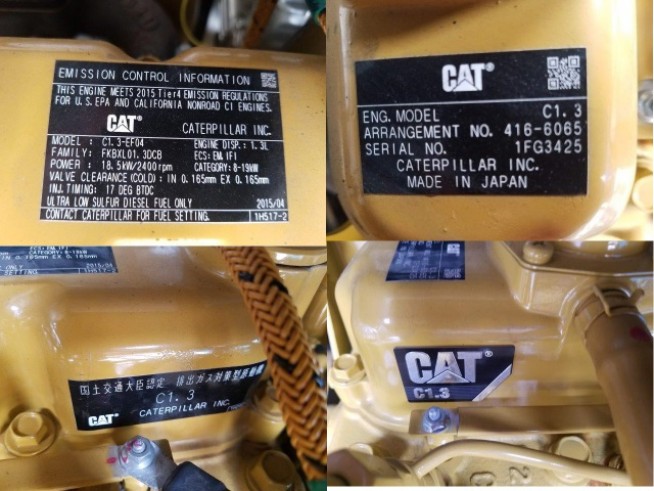 EMISSION CONTROL INFORMATION
THIS ENGINE MEETS 2015 Tier4 EMISSION REGULATIONS
FOR U.S. EPA AND CALIFORNIA NONROAD CI ENGINES.
CAT® CATERPILLAR INC.
MODEL : C1.3-EF04 ENGINE DISP.: 1.3L
FAMILY: FKBXL01.3DCB ECS: EM IFI
POWER : 18.5kW/2400rpm CATEGORY: 8-19kW
VALVE CLEARANCE (COLD): IN 0.165mm EX 0.165mm
INJ. TIMING: 17 DEG BTDC
ULTRA LOW SULFUR DIESEL FUEL ONLY 2015/04
CONTACT CATERPILLAR FOR FUEL SETTING. 1H517-2
CAT®
ENG. MODEL C1.3
ARRANGEMENT NO. 416-6065
SERIAL NO. 1FG3425
CATERPILLAR INC.
MADE IN JAPAN
2015/04
SETTING 1H517-2
国土交通大臣認定 排出ガス対策型原動機
C1.3
CAT® CATERPILLAR INC.
CAT®
C1.3